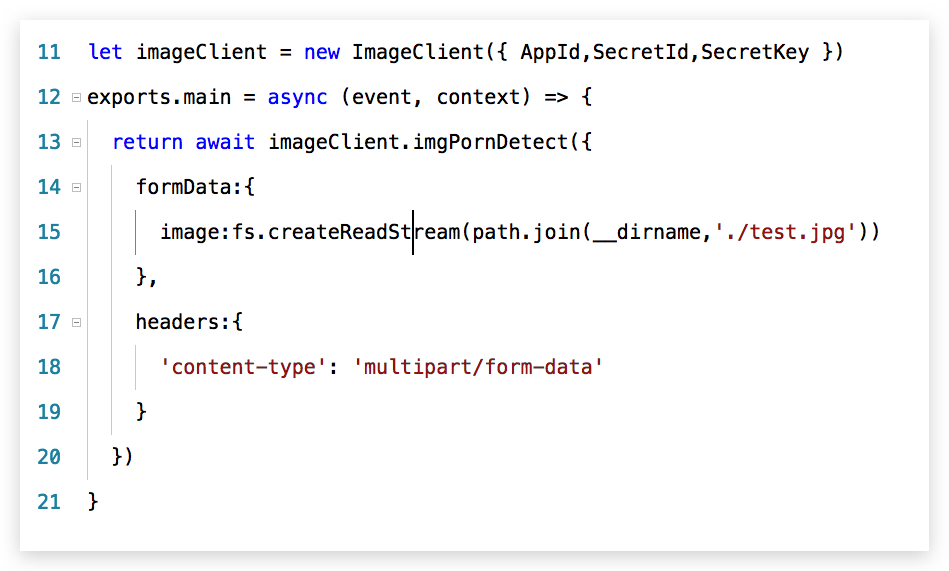 11 let imageClient = new ImageClient({ AppId,SecretId,SecretKey })
12 exports.main = async (event, context) => {
13 return await imageClient.imgPornDetect({
14 formData:{
15 image:fs.createReadStream(path.join(__dirname,'./test.jpg'))
16 },
17 headers:{
18 'content-type': 'multipart/form-data'
19 }
20 })
21 }